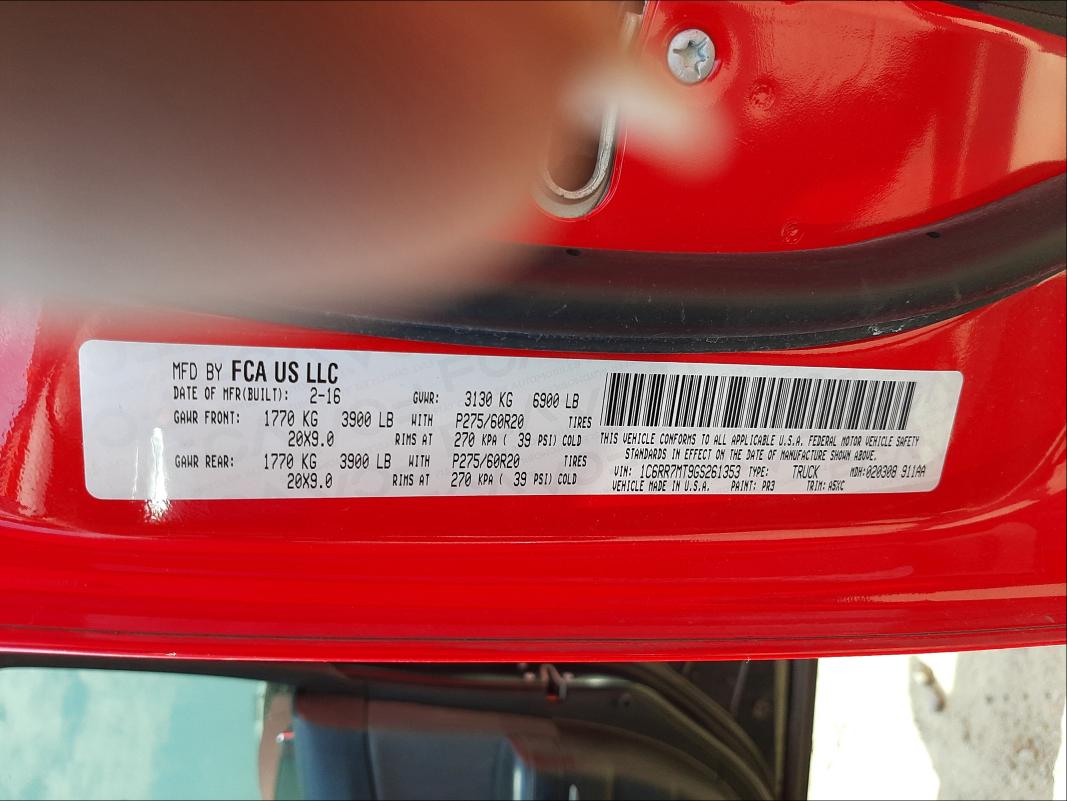 MFD BY FCA US LLC
DATE OF MFR(BUILT): 2-16 GVWR: 3130 KG 6900 LB
GAWR FRONT: 1770 KG 3900 LB WITH P275/60R20 TIRES
20X9.0 RIMS AT 270 KPA ( 39 PSI) COLD
GAWR REAR: 1770 KG 3900 LB WITH P275/60R20 TIRES
20X9.0 RIMS AT 270 KPA ( 39 PSI) COLD
THIS VEHICLE CONFORMS TO ALL APPLICABLE U.S.A. FEDERAL MOTOR VEHICLE SAFETY
STANDARDS IN EFFECT ON THE DATE OF MANUFACTURE SHOWN ABOVE.
VIN: 1C6RR7MT9GS261353 TYPE: TRUCK MDH:020308 911AA
VEHICLE MADE IN U.S.A. PAINT: PR3 TRIM: A5XC